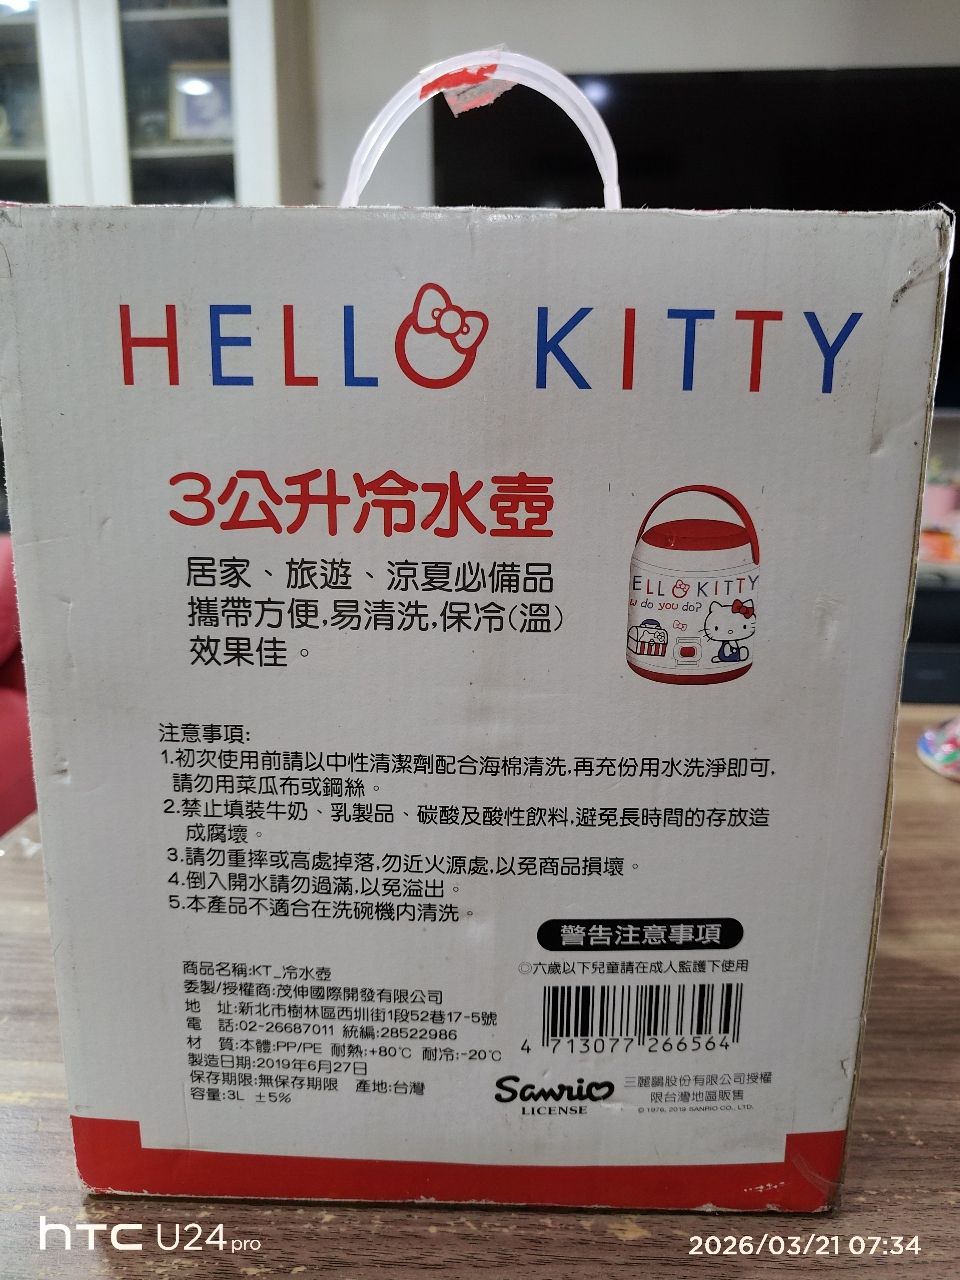 HELLO KITTY
3公升冷水壺
居家、旅遊、涼夏必備品
攜帶方便,易清洗,保冷(溫)
效果佳。
ELLO KITTY
w do you do?
注意事項:
1.初次使用前請以中性清潔劑配合海棉清洗,再充份用水洗淨即可,
請勿用菜瓜布或鋼絲。
2.禁止填裝牛奶、乳製品、碳酸及酸性飲料,避免長時間的存放造
成腐壞。
3.請勿重摔或高處掉落,勿近火源處,以免商品損壞。
4.倒入開水請勿過滿,以免溢出。
5.本產品不適合在洗碗機內清洗。
警告注意事項
◎六歲以下兒童請在成人監護下使用
商品名稱:KT_冷水壺
委製/授權商:茂伸國際開發有限公司
地 址:新北市樹林區西圳街1段52巷17-5號
電 話:02-26687011 統編:28522986
材 質:本體:PP/PE 耐熱:+80℃ 耐冷:-20℃
製造日期:2019年6月27日
保存期限:無保存期限 產地:台灣
容量:3L ±5%
4 713077 266564
Sanrio
LICENSE
三麗鷗股份有限公司授權
限台灣地區販售
© 1976, 2019 SANRIO CO., LTD.
hTC U24 pro
2026/03/21 07:34